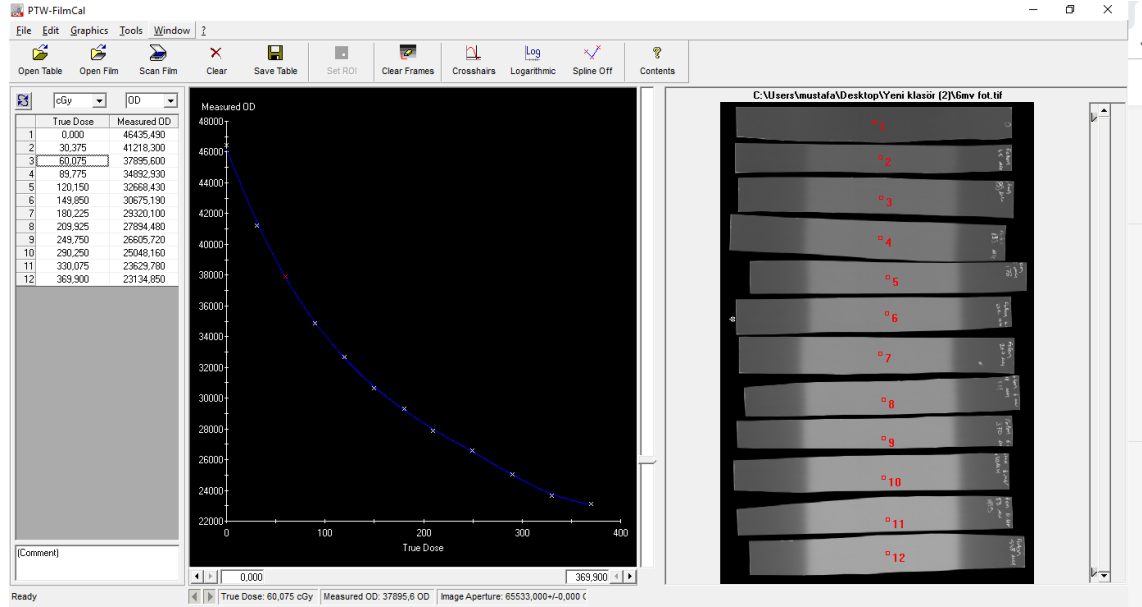 PTW-FilmCal
File Edit Graphics Tools Window ?
Open Table Open Film Scan Film Clear Save Table Set ROI Clear Frames Crosshairs Log Logarithmic Spline Off Contents
cGy OD
True Dose Measured OD
1 0,000 46435,490
2 30,375 41218,300
3 60,075 37895,600
4 89,775 34892,930
5 120,150 32668,430
6 149,850 30675,190
7 180,225 29320,100
8 209,925 27894,480
9 249,750 26605,720
10 290,250 25048,160
11 330,075 23629,780
12 369,900 23134,850
(Comment)
Measured OD
48000
46000
44000
42000
40000
38000
36000
34000
32000
30000
28000
26000
24000
22000
0 100 200 300 400
True Dose
0,000 369,900
C:\Users\mustafa\Desktop\Yeni klasör (2)\6mv fot.tif
1
2
3
4
5
6
7
8
9
10
11
12
Ready
True Dose: 60,075 cGy Measured OD: 37895,6 OD Image Aperture: 65533,000+/-0,000